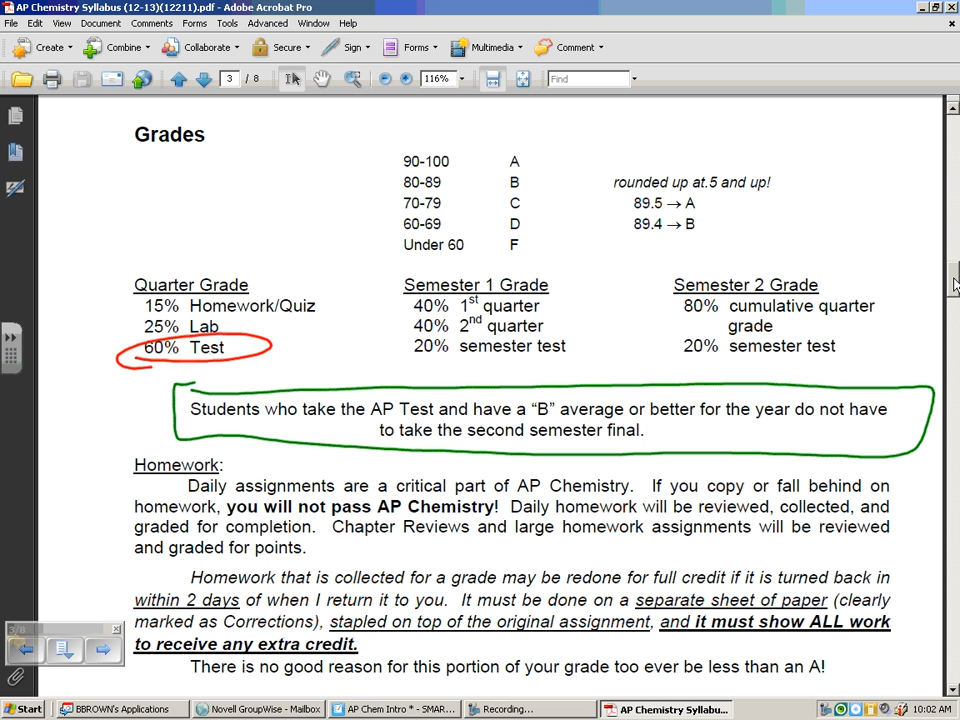 AP Chemistry Syllabus (12-13)(12211).pdf - Adobe Acrobat Pro
File Edit View Document Comments Forms Tools Advanced Window Help
Create Combine Collaborate Secure Sign Forms Multimedia Comment
3 / 8 116% Find
Grades
90-100 A
80-89 B rounded up at.5 and up!
70-79 C 89.5 → A
60-69 D 89.4 → B
Under 60 F
Quarter Grade Semester 1 Grade Semester 2 Grade
15% Homework/Quiz 40% 1st quarter 80% cumulative quarter
25% Lab 40% 2nd quarter grade
60% Test 20% semester test 20% semester test
Students who take the AP Test and have a “B” average or better for the year do not have
to take the second semester final.
Homework:
Daily assignments are a critical part of AP Chemistry. If you copy or fall behind on
homework, you will not pass AP Chemistry! Daily homework will be reviewed, collected, and
graded for completion. Chapter Reviews and large homework assignments will be reviewed
and graded for points.
Homework that is collected for a grade may be redone for full credit if it is turned back in
within 2 days of when I return it to you. It must be done on a separate sheet of paper (clearly
marked as Corrections), stapled on top of the original assignment, and it must show ALL work
to receive any extra credit.
There is no good reason for this portion of your grade too ever be less than an A!
3/8
Start BBROWN's Applications Novell GroupWise - Mailbox AP Chem Intro * - SMAR... Recording... AP Chemistry Syllabu... 10:02 AM